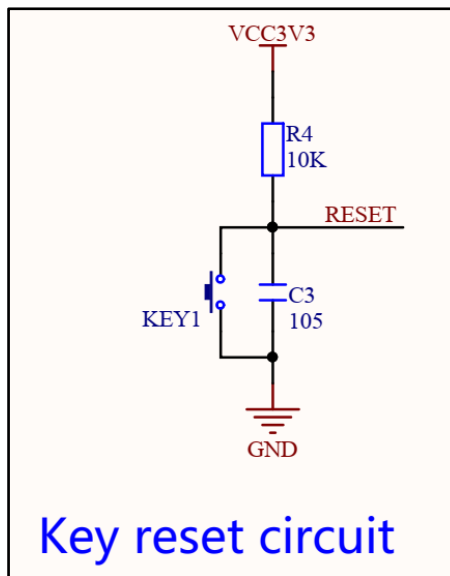 VCC3V3
R4
10K
RESET
KEY1
C3
105
GND
Key reset circuit